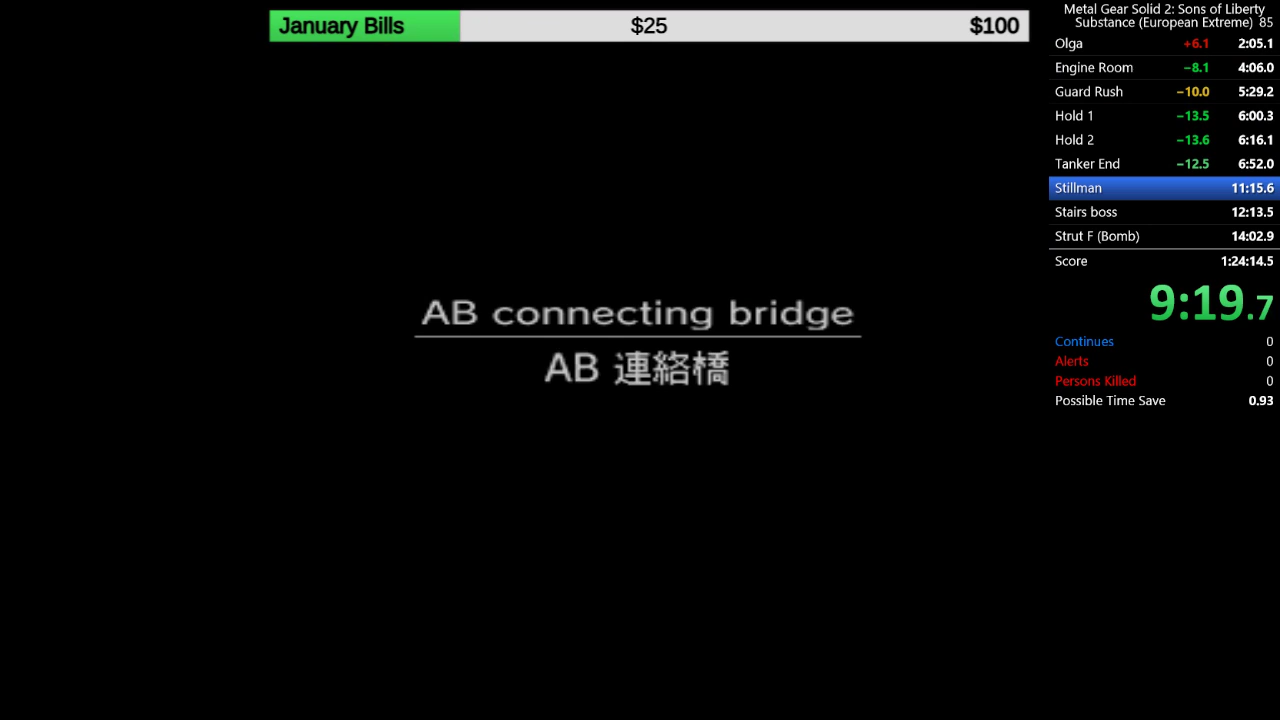 January Bills $25 $100
Metal Gear Solid 2: Sons of Liberty
Substance (European Extreme) 85
Olga +6.1 2:05.1
Engine Room −8.1 4:06.0
Guard Rush −10.0 5:29.2
Hold 1 −13.5 6:00.3
Hold 2 −13.6 6:16.1
Tanker End −12.5 6:52.0
Stillman 11:15.6
Stairs boss 12:13.5
Strut F (Bomb) 14:02.9
Score 1:24:14.5
9:19.7
Continues 0
Alerts 0
Persons Killed 0
Possible Time Save 0.93
AB connecting bridge
AB 連絡橋